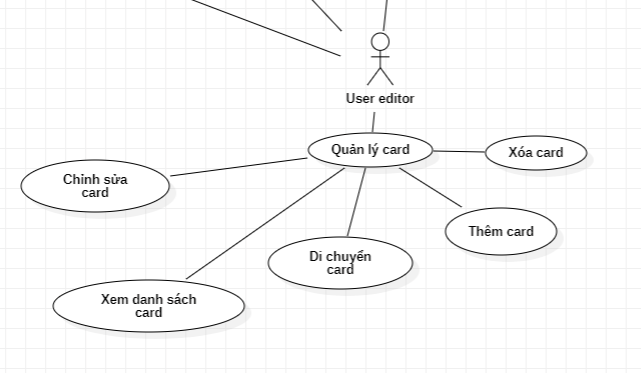 User editor
Quản lý card
Xóa card
Chỉnh sửa
card
Thêm card
Di chuyển
card
Xem danh sách
card